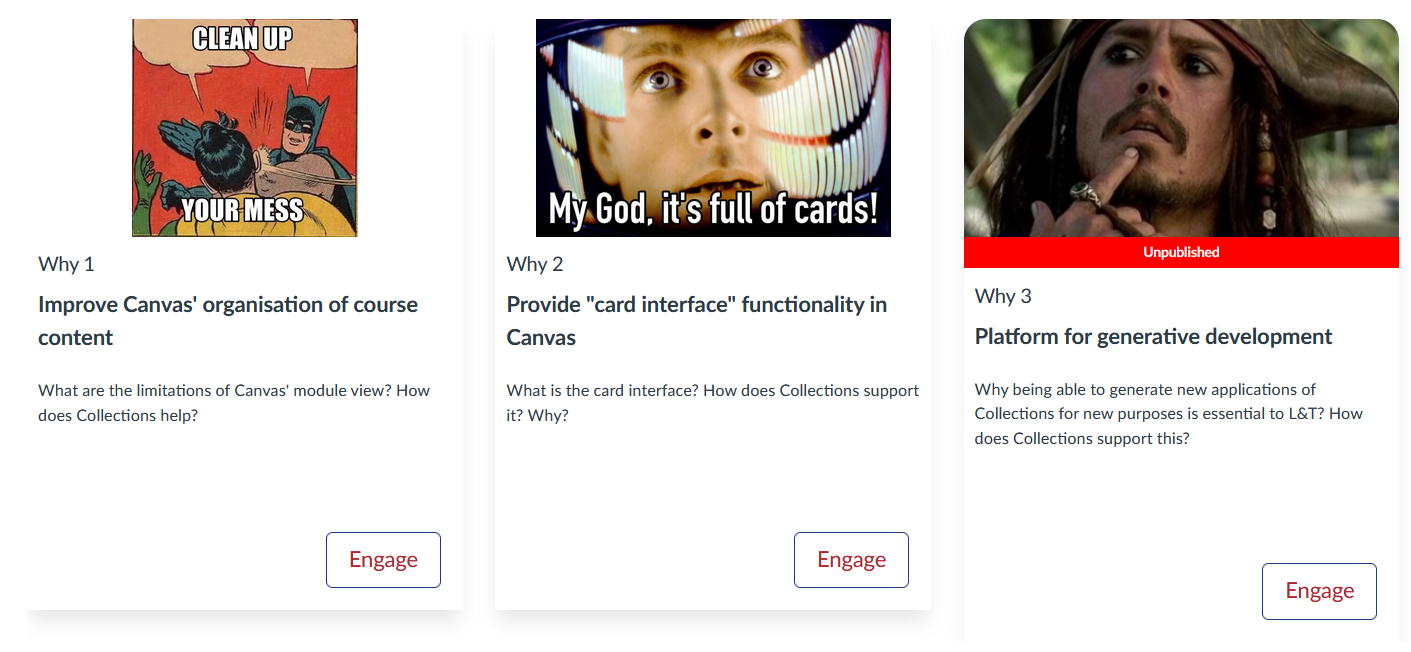 CLEAN UP
YOUR MESS
Why 1
Improve Canvas' organisation of course
content
What are the limitations of Canvas' module view? How
does Collections help?
Engage
My God, it's full of cards!
Why 2
Provide "card interface" functionality in
Canvas
What is the card interface? How does Collections support
it? Why?
Engage
Unpublished
Why 3
Platform for generative development
Why being able to generate new applications of
Collections for new purposes is essential to L&T? How
does Collections support this?
Engage